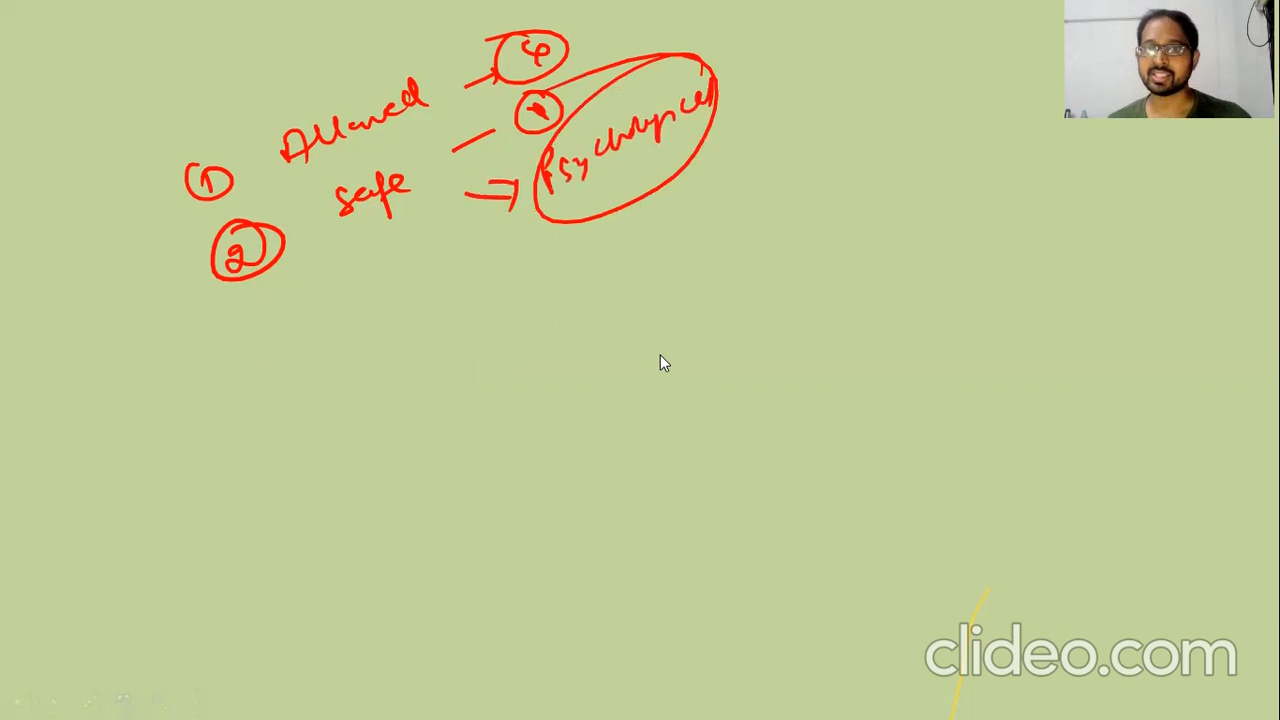 ① Allowed
safe
②
Psychological
clideo.com